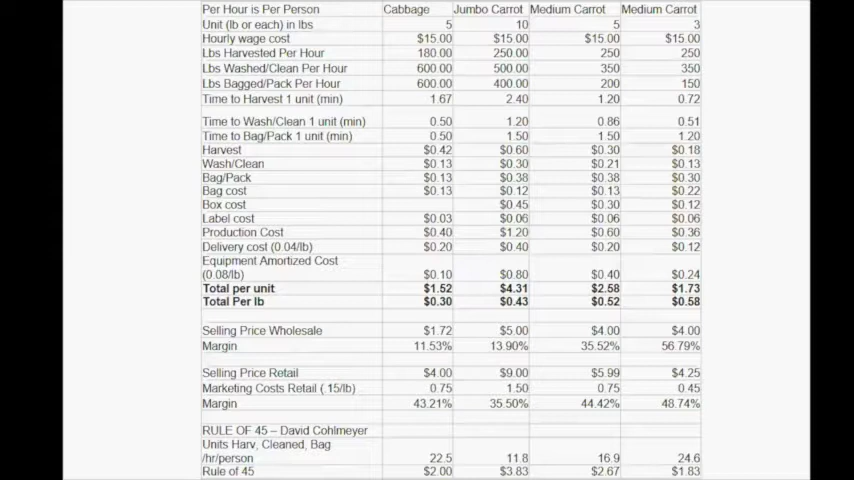 Per Hour is Per Person Cabbage Jumbo Carrot Medium Carrot Medium Carrot
Unit (lb or each) in lbs 5 10 5 3
Hourly wage cost $15.00 $15.00 $15.00 $15.00
Lbs Harvested Per Hour 180.00 250.00 250 250
Lbs Washed/Clean Per Hour 600.00 500.00 350 350
Lbs Bagged/Pack Per Hour 600.00 400.00 200 150
Time to Harvest 1 unit (min) 1.67 2.40 1.20 0.72
Time to Wash/Clean 1 unit (min) 0.50 1.20 0.86 0.51
Time to Bag/Pack 1 unit (min) 0.50 1.50 1.50 1.20
Harvest $0.42 $0.60 $0.30 $0.18
Wash/Clean $0.13 $0.30 $0.21 $0.13
Bag/Pack $0.13 $0.38 $0.38 $0.30
Bag cost $0.13 $0.12 $0.13 $0.22
Box cost $0.45 $0.30 $0.12
Label cost $0.03 $0.06 $0.06 $0.06
Production Cost $0.40 $1.20 $0.60 $0.36
Delivery cost (0.04/lb) $0.20 $0.40 $0.20 $0.12
Equipment Amortized Cost
(0.08/lb) $0.10 $0.80 $0.40 $0.24
Total per unit $1.52 $4.31 $2.58 $1.73
Total Per lb $0.30 $0.43 $0.52 $0.58
Selling Price Wholesale $1.72 $5.00 $4.00 $4.00
Margin 11.53% 13.90% 35.52% 56.79%
Selling Price Retail $4.00 $9.00 $5.99 $4.25
Marketing Costs Retail (.15/lb) 0.75 1.50 0.75 0.45
Margin 43.21% 35.50% 44.42% 48.74%
RULE OF 45 – David Cohlmeyer
Units Harv, Cleaned, Bag
/hr/person 22.5 11.8 16.9 24.6
Rule of 45 $2.00 $3.83 $2.67 $1.83